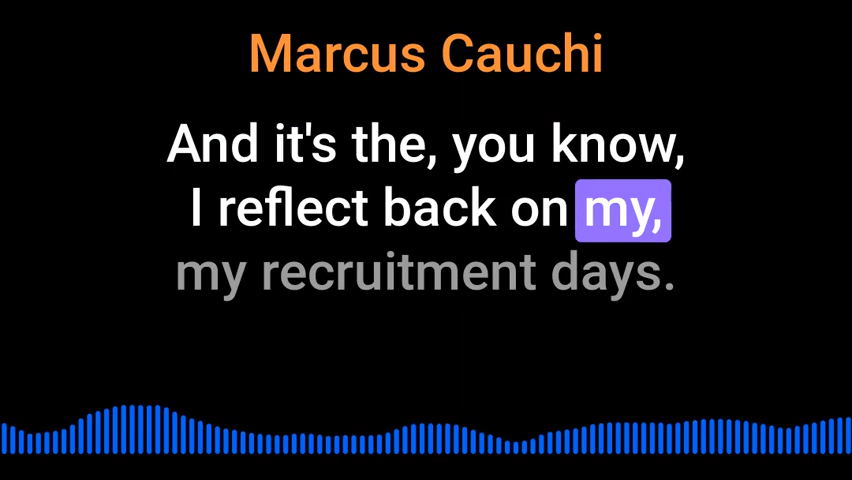 Marcus Cauchi
And it's the, you know,
I reflect back on my,
my recruitment days.